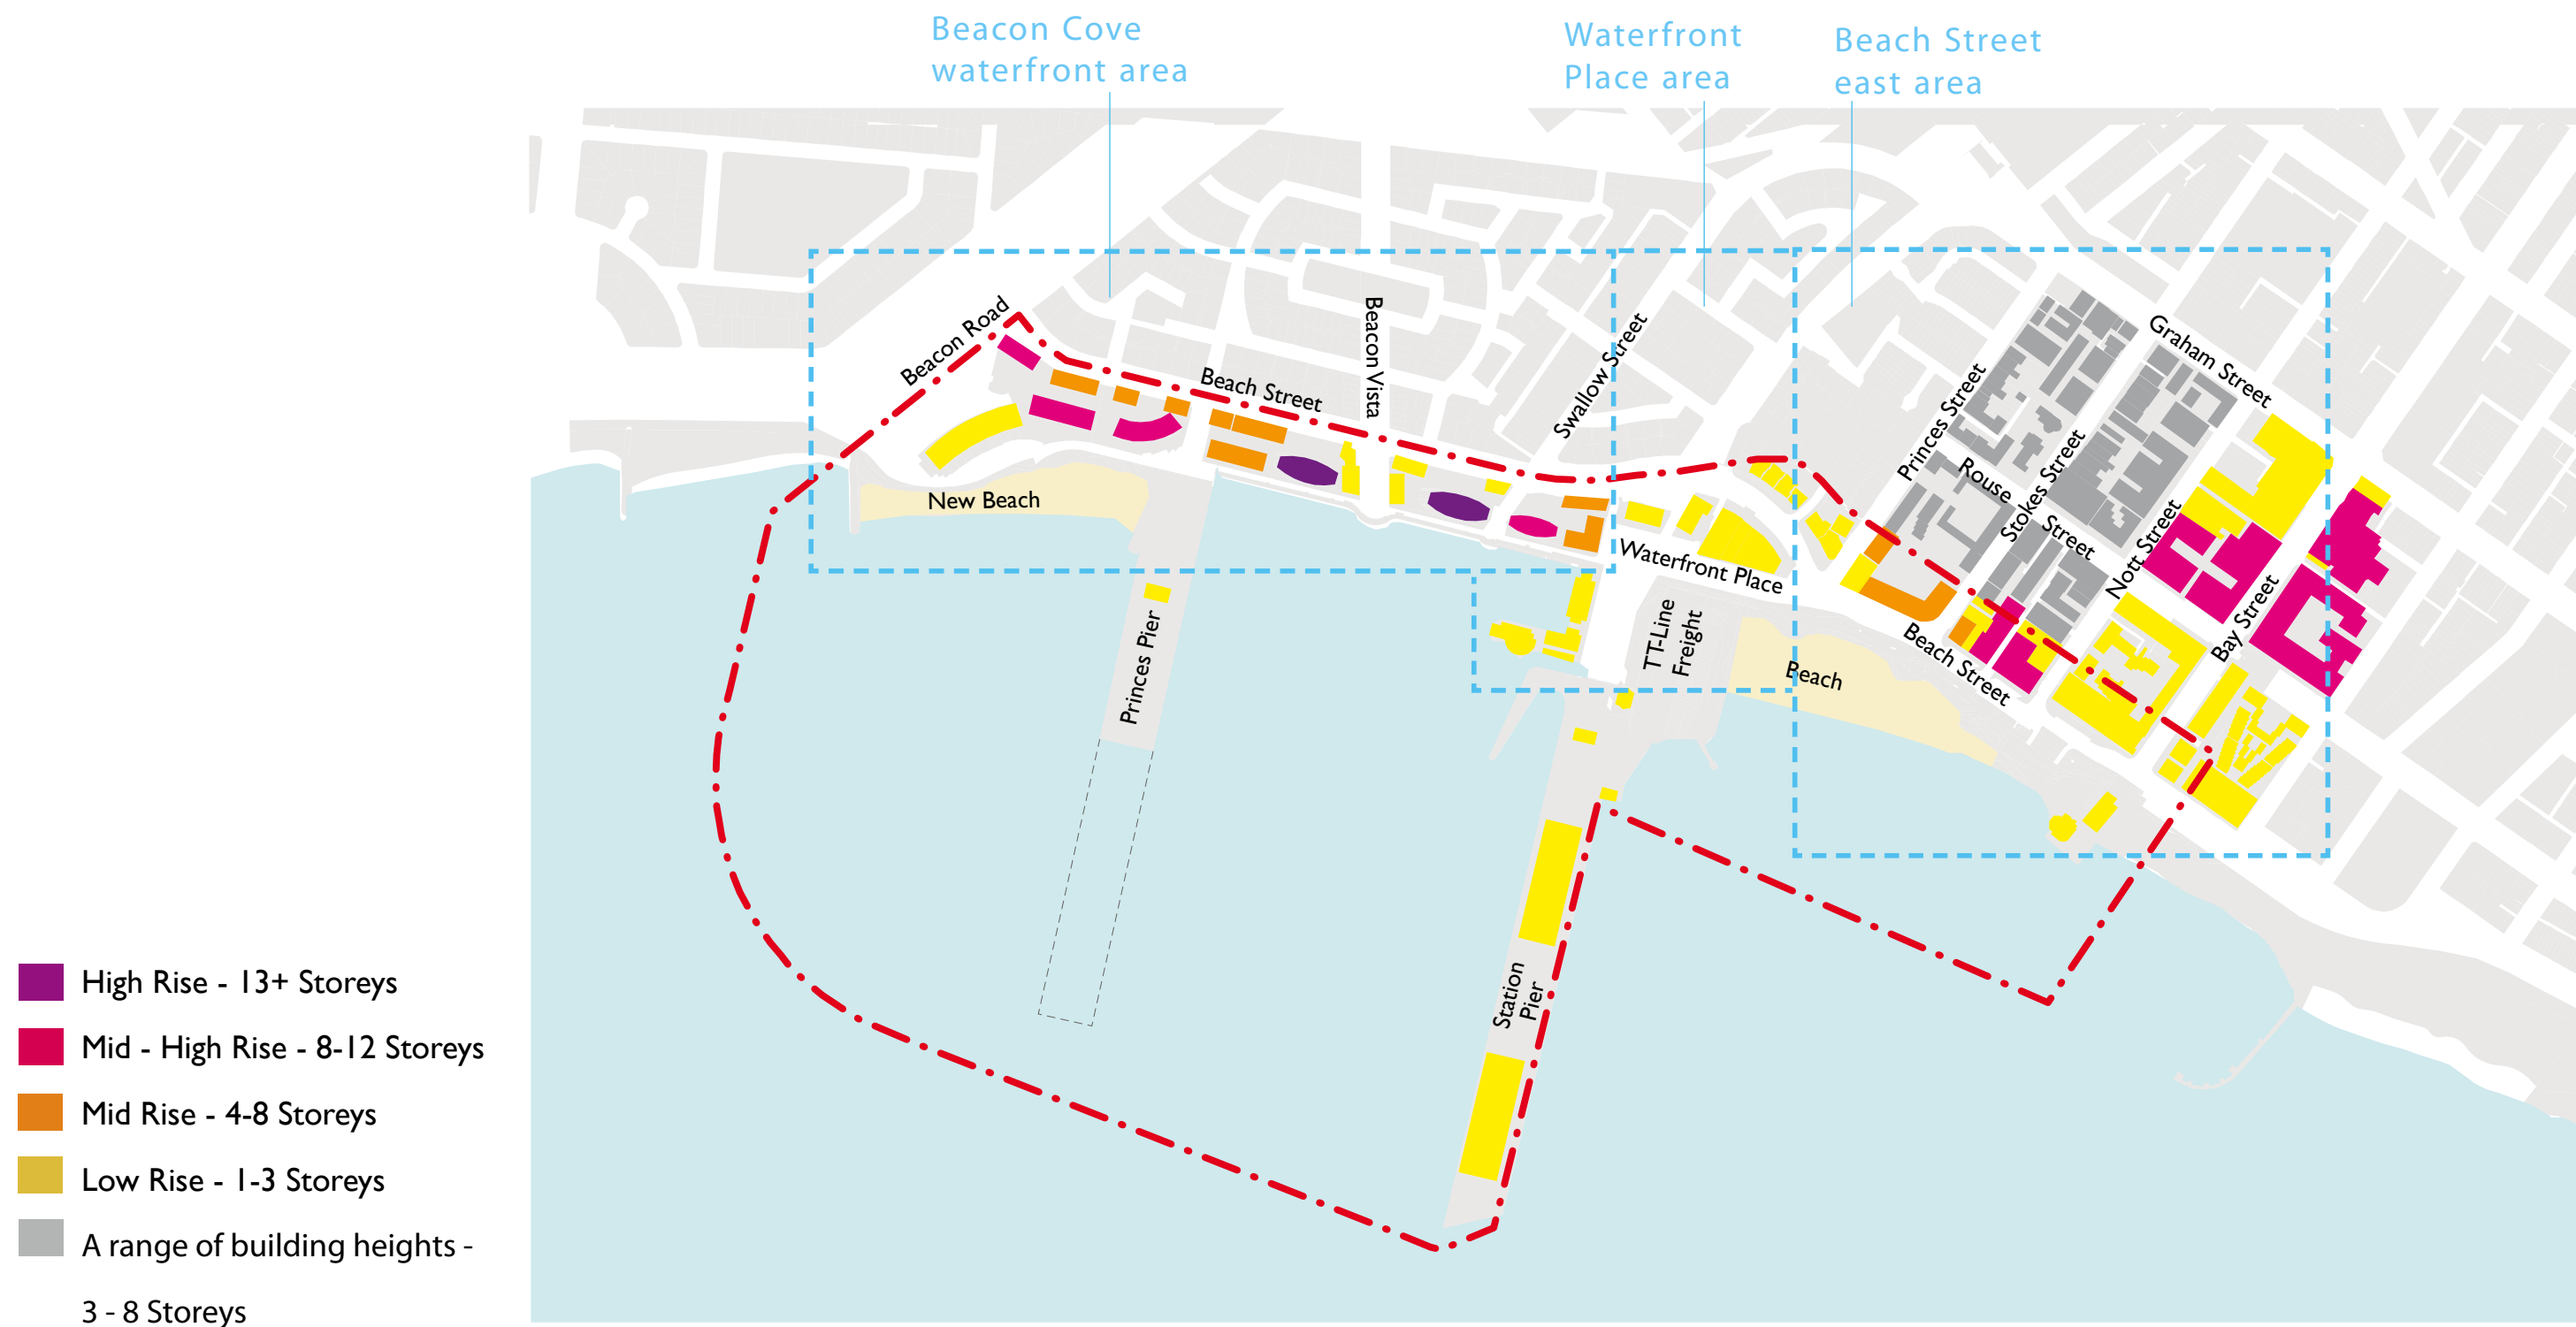 Beacon Cove
waterfront area
Waterfront
Place area
Beach Street
east area
Beacon Road
Beach Street
Beacon Vista
Swallow Street
Princes Street
Graham Street
Rouse
Street
Stokes Street
Nott Street
Bay Street
New Beach
Waterfront Place
TT-Line
Freight
Beach
Beach Street
Princes Pier
Station
Pier
High Rise - 13+ Storeys
Mid - High Rise - 8-12 Storeys
Mid Rise - 4-8 Storeys
Low Rise - 1-3 Storeys
A range of building heights -
3 - 8 Storeys